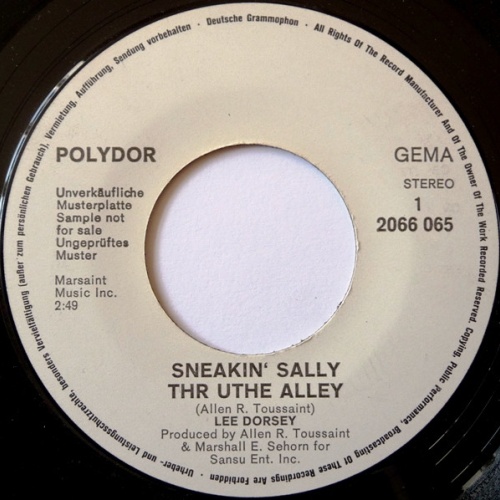 Urheber- und Leistungsschutzrechte, besonders Vervielfältigung (außer zum persönlichen Gebrauch), Vermietung, Aufführung, Sendung vorbehalten - Deutsche Grammophon - All Rights Of The Record Manufacturer And Of The Owner Of The Work Recorded Reserved. Copying, Public Performance, Broadcasting Of These Recordings Are Forbidden -
POLYDOR
GEMA
STEREO
1
2066 065
Unverkäufliche
Musterplatte
Sample not
for sale
Ungeprüftes
Muster
Marsaint
Music Inc.
2:49
SNEAKIN' SALLY
THR UTHE ALLEY
(Allen R. Toussaint)
LEE DORSEY
Produced by Allen R. Toussaint
& Marshall E. Sehorn for
Sansu Ent. Inc.